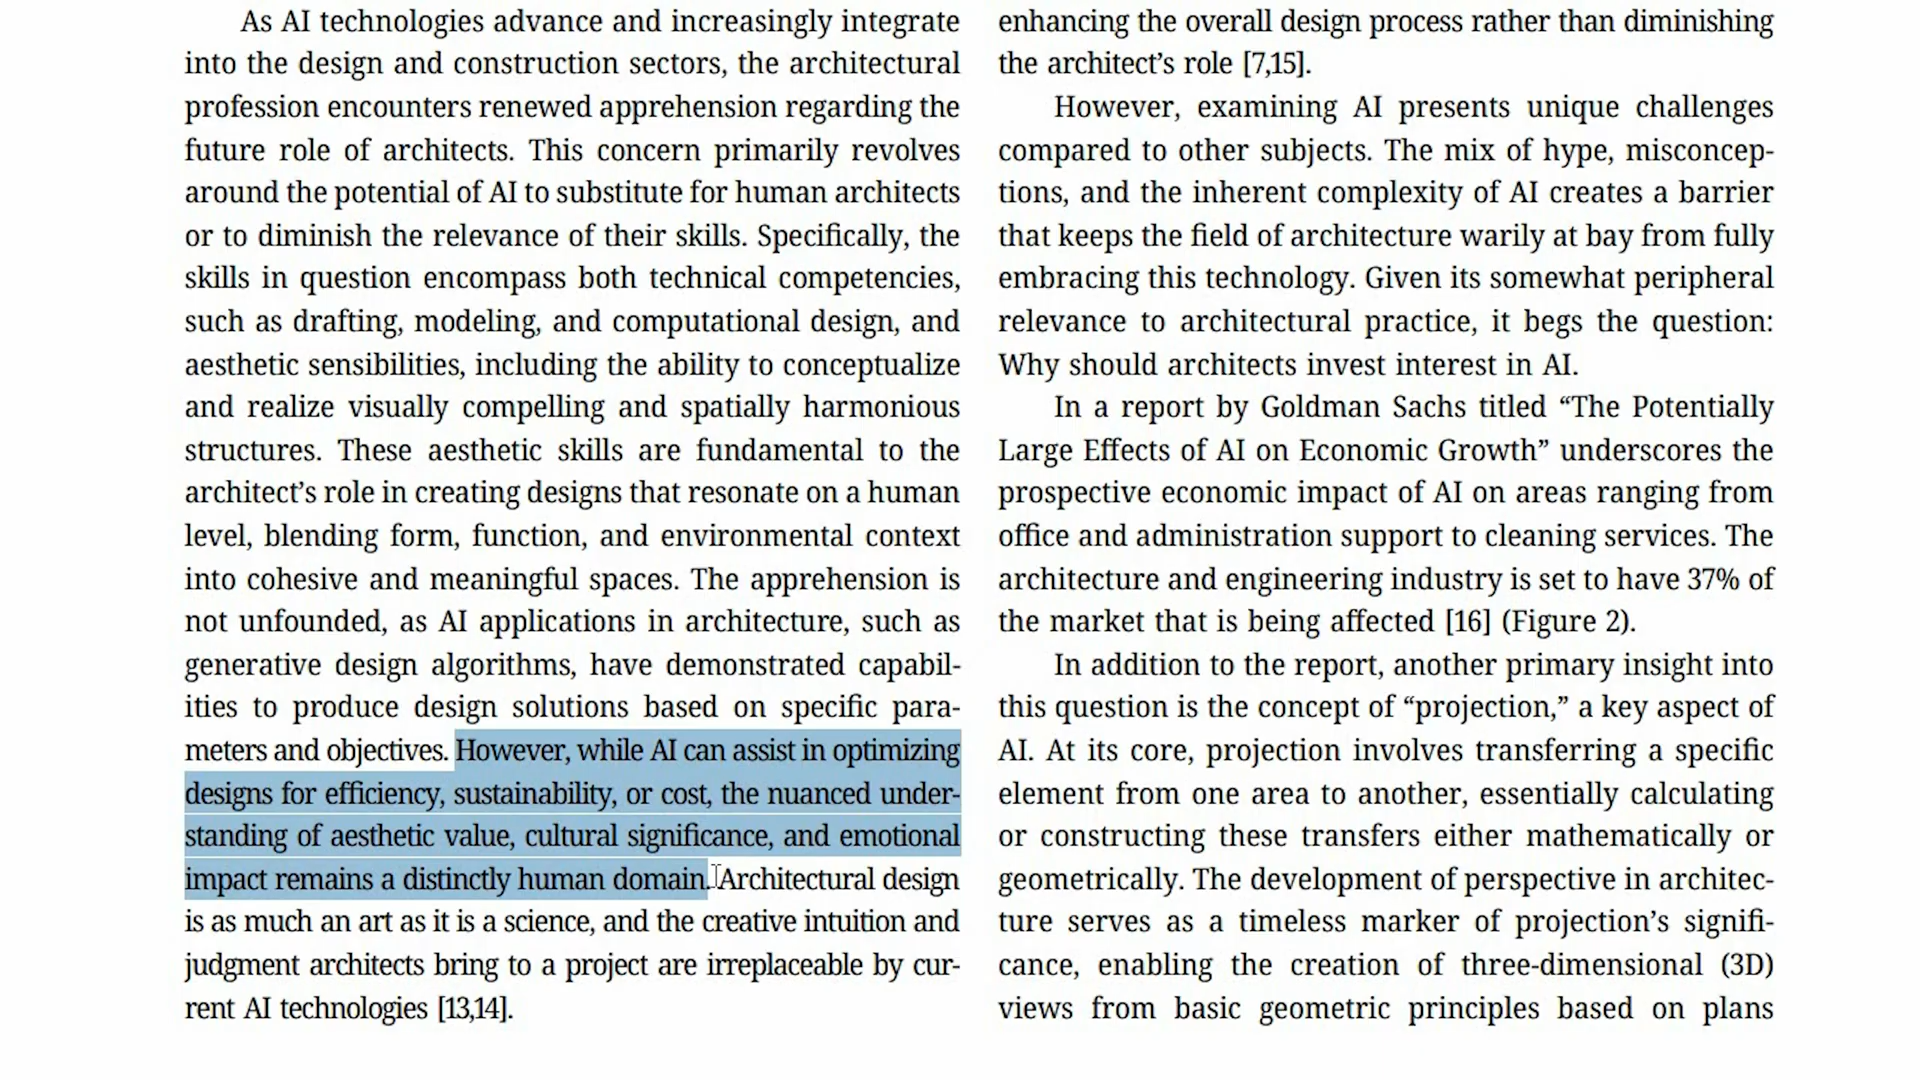 As AI technologies advance and increasingly integrate
into the design and construction sectors, the architectural
profession encounters renewed apprehension regarding the
future role of architects. This concern primarily revolves
around the potential of AI to substitute for human architects
or to diminish the relevance of their skills. Specifically, the
skills in question encompass both technical competencies,
such as drafting, modeling, and computational design, and
aesthetic sensibilities, including the ability to conceptualize
and realize visually compelling and spatially harmonious
structures. These aesthetic skills are fundamental to the
architect’s role in creating designs that resonate on a human
level, blending form, function, and environmental context
into cohesive and meaningful spaces. The apprehension is
not unfounded, as AI applications in architecture, such as
generative design algorithms, have demonstrated capabil-
ities to produce design solutions based on specific para-
meters and objectives. However, while AI can assist in optimizing
designs for efficiency, sustainability, or cost, the nuanced under-
standing of aesthetic value, cultural significance, and emotional
impact remains a distinctly human domain. Architectural design
is as much an art as it is a science, and the creative intuition and
judgment architects bring to a project are irreplaceable by cur-
rent AI technologies [13,14].
enhancing the overall design process rather than diminishing
the architect’s role [7,15].
However, examining AI presents unique challenges
compared to other subjects. The mix of hype, misconcep-
tions, and the inherent complexity of AI creates a barrier
that keeps the field of architecture warily at bay from fully
embracing this technology. Given its somewhat peripheral
relevance to architectural practice, it begs the question:
Why should architects invest interest in AI.
In a report by Goldman Sachs titled “The Potentially
Large Effects of AI on Economic Growth” underscores the
prospective economic impact of AI on areas ranging from
office and administration support to cleaning services. The
architecture and engineering industry is set to have 37% of
the market that is being affected [16] (Figure 2).
In addition to the report, another primary insight into
this question is the concept of “projection,” a key aspect of
AI. At its core, projection involves transferring a specific
element from one area to another, essentially calculating
or constructing these transfers either mathematically or
geometrically. The development of perspective in architec-
ture serves as a timeless marker of projection’s signifi-
cance, enabling the creation of three-dimensional (3D)
views from basic geometric principles based on plans